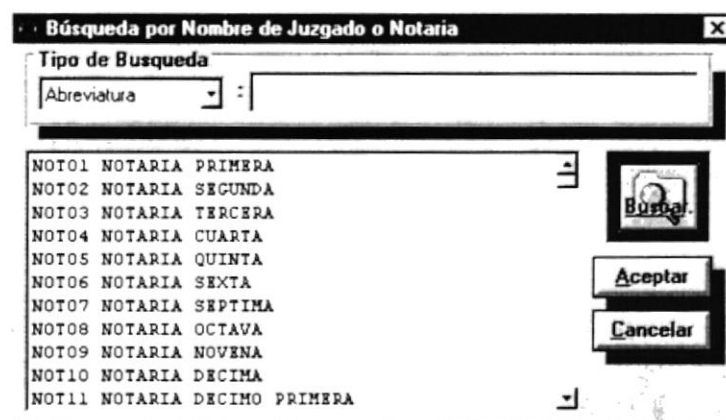 Búsqueda por Nombre de Juzgado o Notaria
Tipo de Busqueda
Abreviatura :
NOT01 NOTARIA PRIMERA
NOT02 NOTARIA SEGUNDA
NOT03 NOTARIA TERCERA
NOT04 NOTARIA CUARTA
NOT05 NOTARIA QUINTA
NOT06 NOTARIA SEXTA
NOT07 NOTARIA SEPTIMA
NOT08 NOTARIA OCTAVA
NOT09 NOTARIA NOVENA
NOT10 NOTARIA DECIMA
NOT11 NOTARIA DECIMO PRIMERA
Buscar.
Aceptar
Cancelar